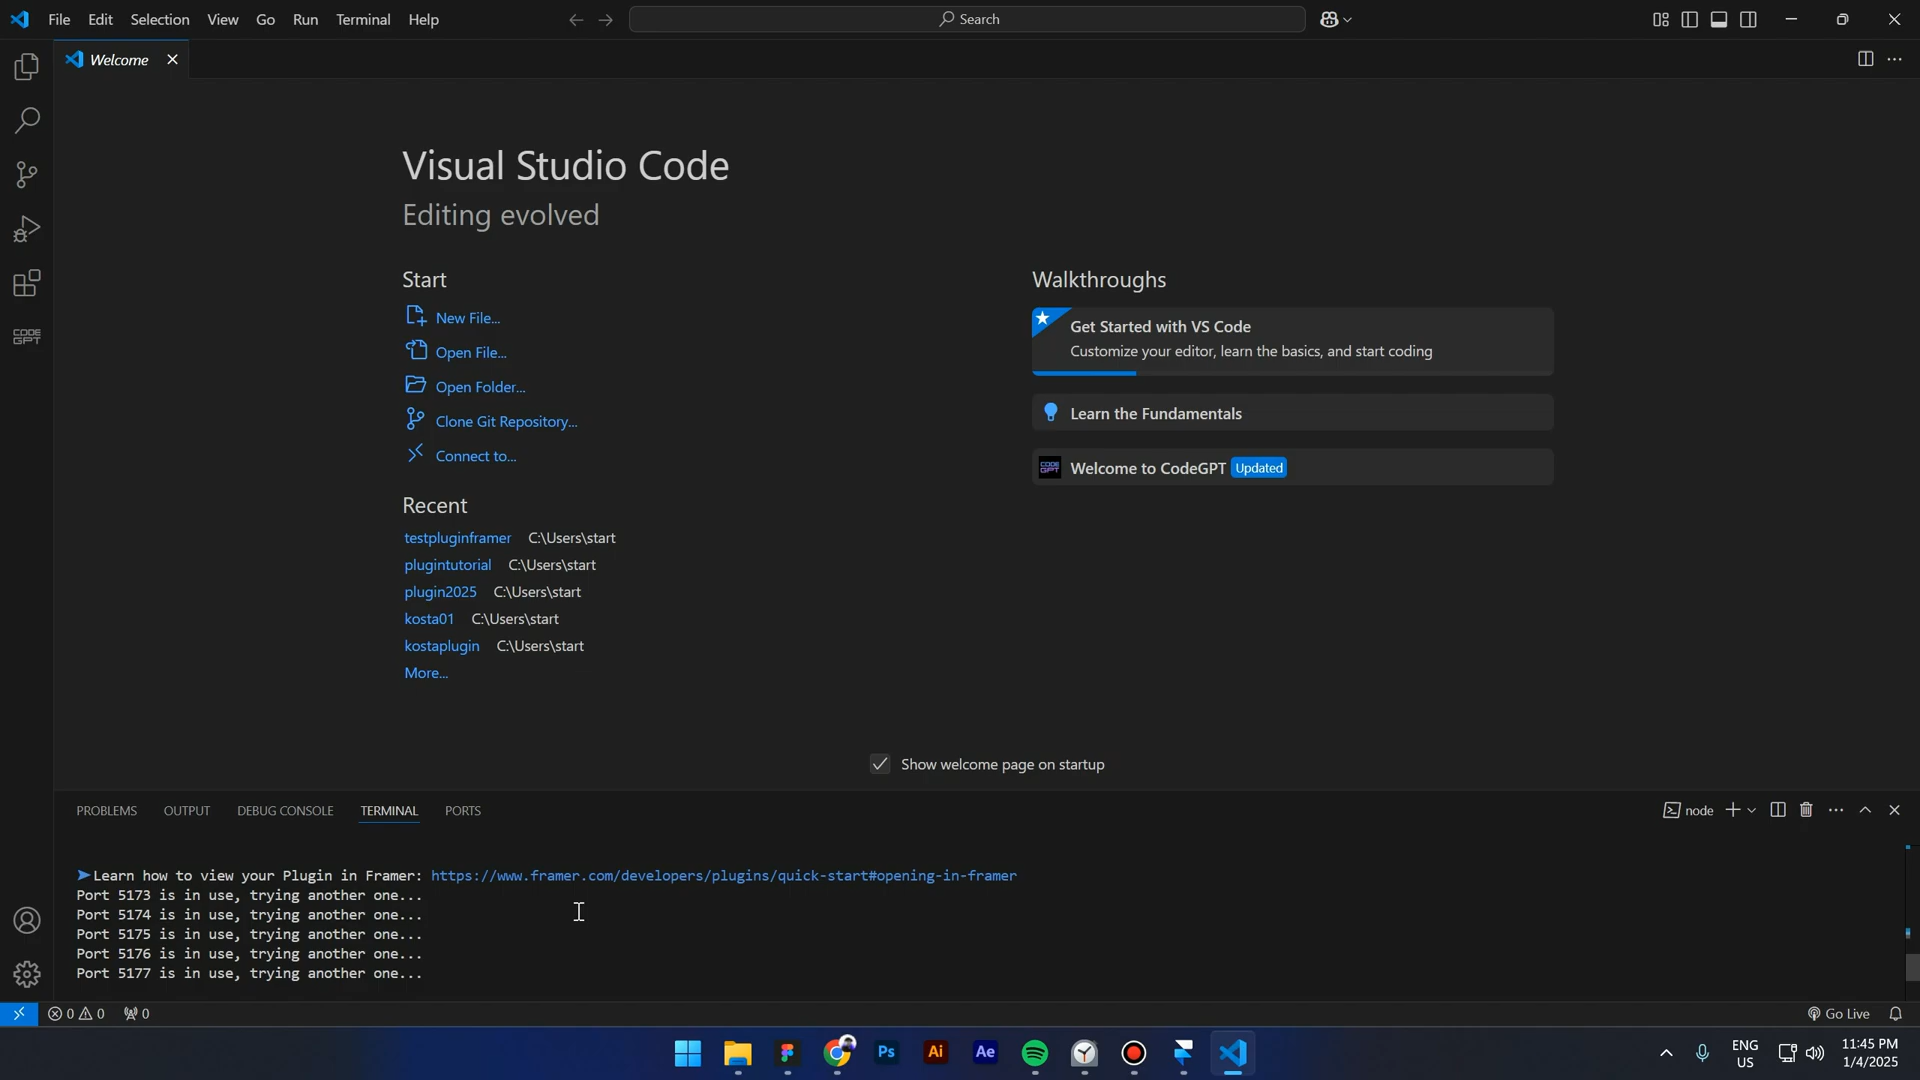 File Edit Selection View Go Run Terminal Help
Search
Welcome
Visual Studio Code
Editing evolved
Start
New File...
Open File...
Open Folder...
Clone Git Repository...
Connect to...
Recent
testpluginframer C:\Users\start
plugintutorial C:\Users\start
plugin2025 C:\Users\start
kosta01 C:\Users\start
kostaplugin C:\Users\start
More...
Walkthroughs
Get Started with VS Code
Customize your editor, learn the basics, and start coding
Learn the Fundamentals
CODE GPT
Welcome to CodeGPT Updated
CODE
GPT
Show welcome page on startup
PROBLEMS OUTPUT DEBUG CONSOLE TERMINAL PORTS
node
➤Learn how to view your Plugin in Framer: https://www.framer.com/developers/plugins/quick-start#opening-in-framer
Port 5173 is in use, trying another one...
Port 5174 is in use, trying another one...
Port 5175 is in use, trying another one...
Port 5176 is in use, trying another one...
Port 5177 is in use, trying another one...
0 0 0
Go Live
Ps Ai Ae
ENG
US
11:45 PM
1/4/2025